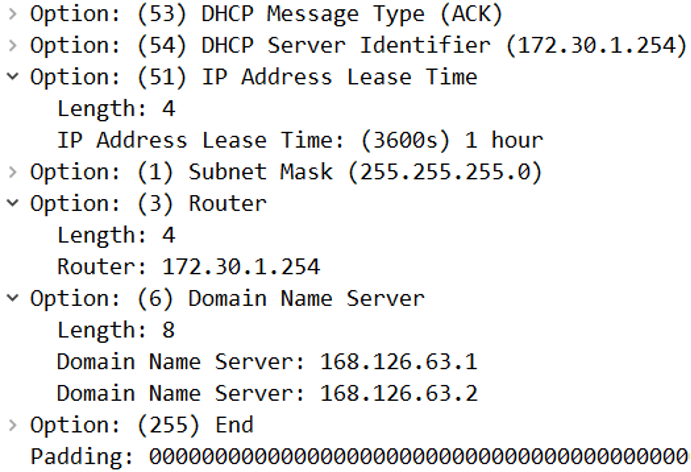 Option: (53) DHCP Message Type (ACK)
Option: (54) DHCP Server Identifier (172.30.1.254)
Option: (51) IP Address Lease Time
Length: 4
IP Address Lease Time: (3600s) 1 hour
Option: (1) Subnet Mask (255.255.255.0)
Option: (3) Router
Length: 4
Router: 172.30.1.254
Option: (6) Domain Name Server
Length: 8
Domain Name Server: 168.126.63.1
Domain Name Server: 168.126.63.2
Option: (255) End
Padding: 00000000000000000000000000000000000000000